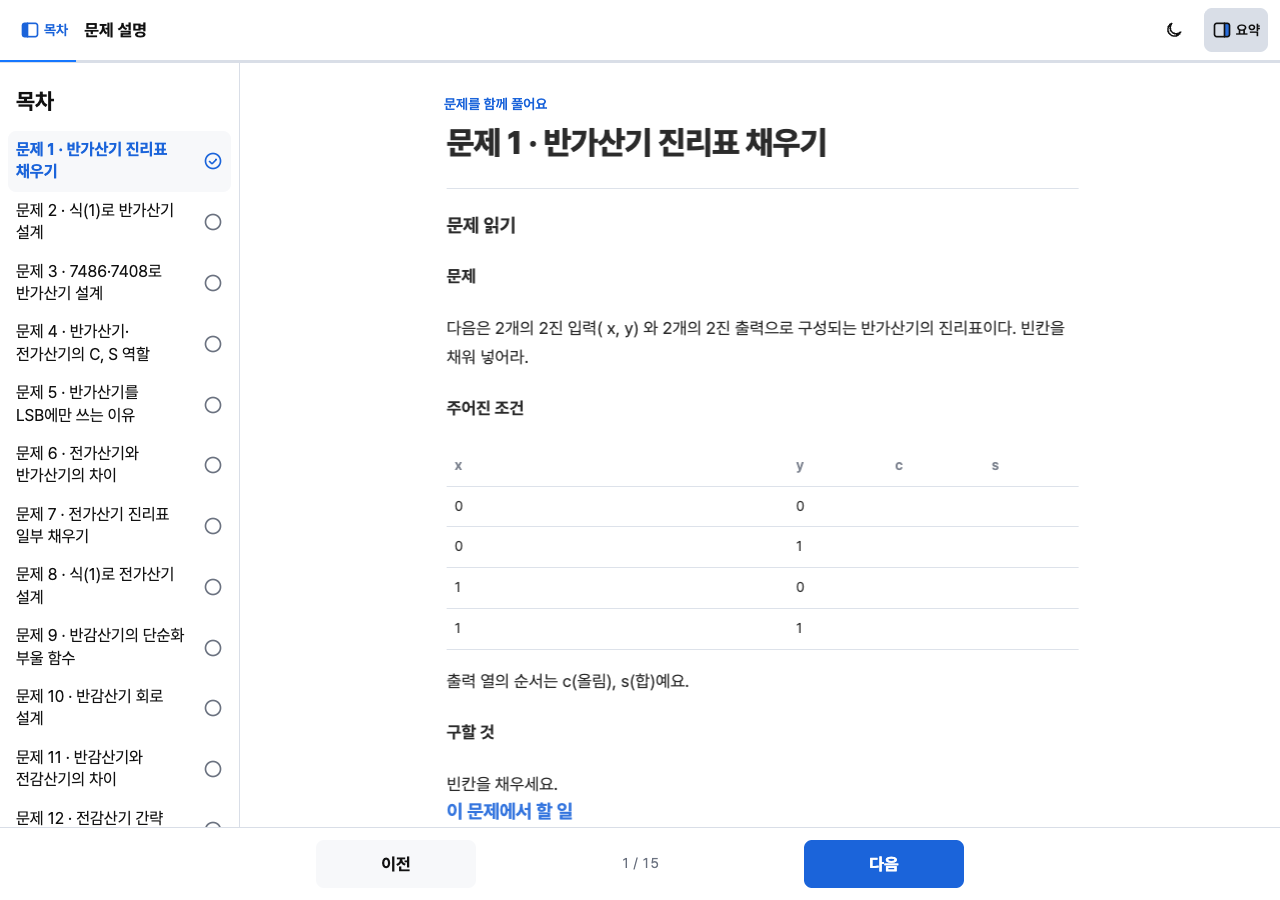 목차
문제 설명
요약
목차
문제 1 · 반가산기 진리표
채우기
문제 2 · 식(1)로 반가산기
설계
문제 3 · 7486·7408로
반가산기 설계
문제 4 · 반가산기·
전가산기의 C, S 역할
문제 5 · 반가산기를
LSB에만 쓰는 이유
문제 6 · 전가산기와
반가산기의 차이
문제 7 · 전가산기 진리표
일부 채우기
문제 8 · 식(1)로 전가산기
설계
문제 9 · 반감산기의 단순화
부울 함수
문제 10 · 반감산기 회로
설계
문제 11 · 반감산기와
전감산기의 차이
문제 12 · 전감산기 간략
문제를 함께 풀어요
문제 1 · 반가산기 진리표 채우기
문제 읽기
문제
다음은 2개의 2진 입력( x, y) 와 2개의 2진 출력으로 구성되는 반가산기의 진리표이다. 빈칸을
채워 넣어라.
주어진 조건
x y c s
0 0
0 1
1 0
1 1
출력 열의 순서는 c(올림), s(합)예요.
구할 것
빈칸을 채우세요.
이 문제에서 할 일
이전
1 / 15
다음